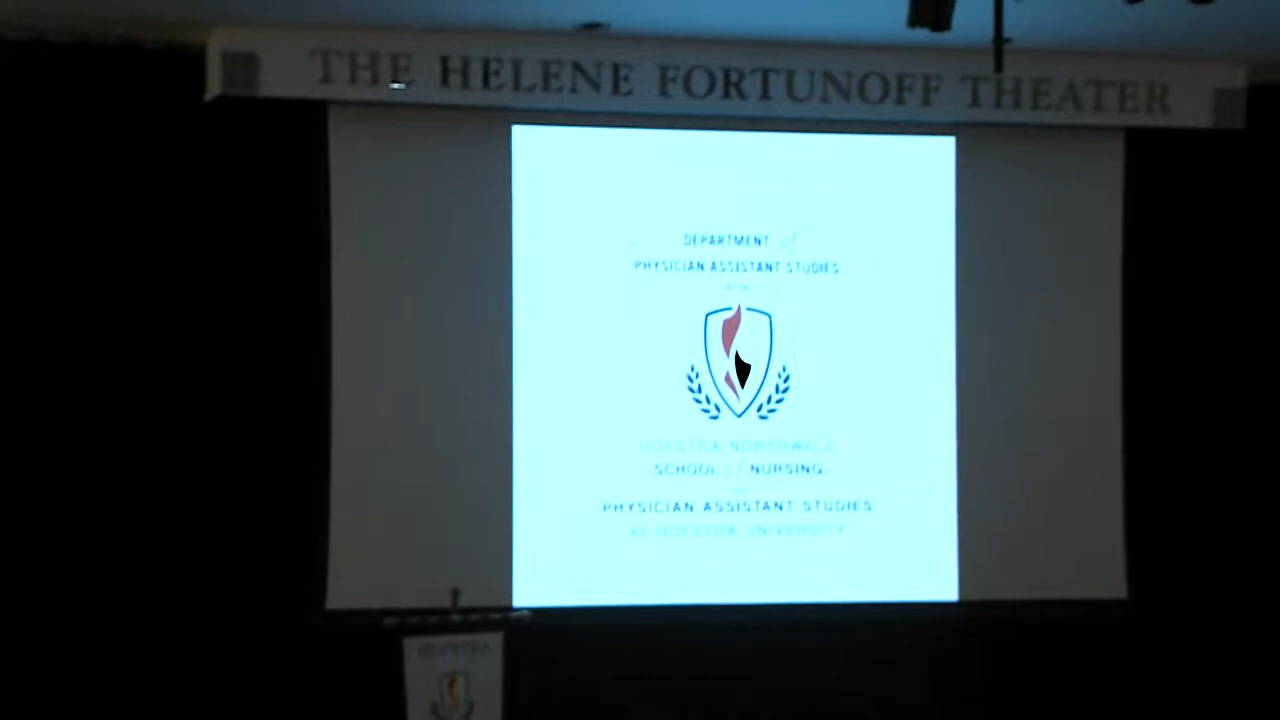 THE HELENE FORTUNOFF THEATER
DEPARTMENT of
PHYSICIAN ASSISTANT STUDIES
HOFSTRA NORTHWELL
SCHOOL of NURSING
PHYSICIAN ASSISTANT STUDIES
AT HOFSTRA UNIVERSITY
HOFSTRA